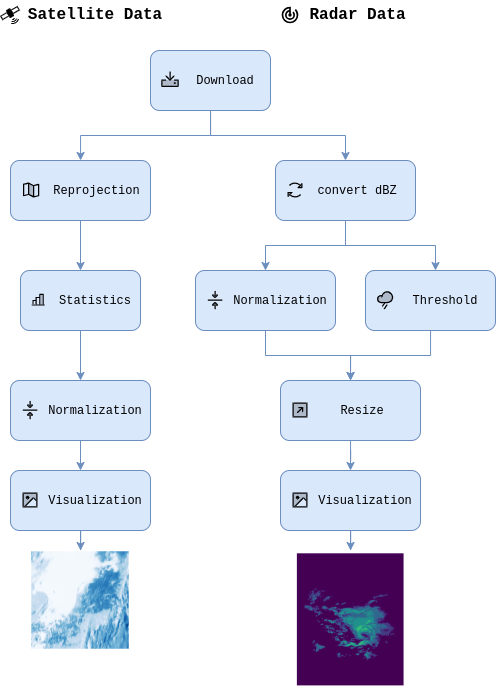 Satellite Data
Radar Data
Download
Reprojection
convert dBZ
Statistics
Normalization
Threshold
Normalization
Resize
Visualization
Visualization